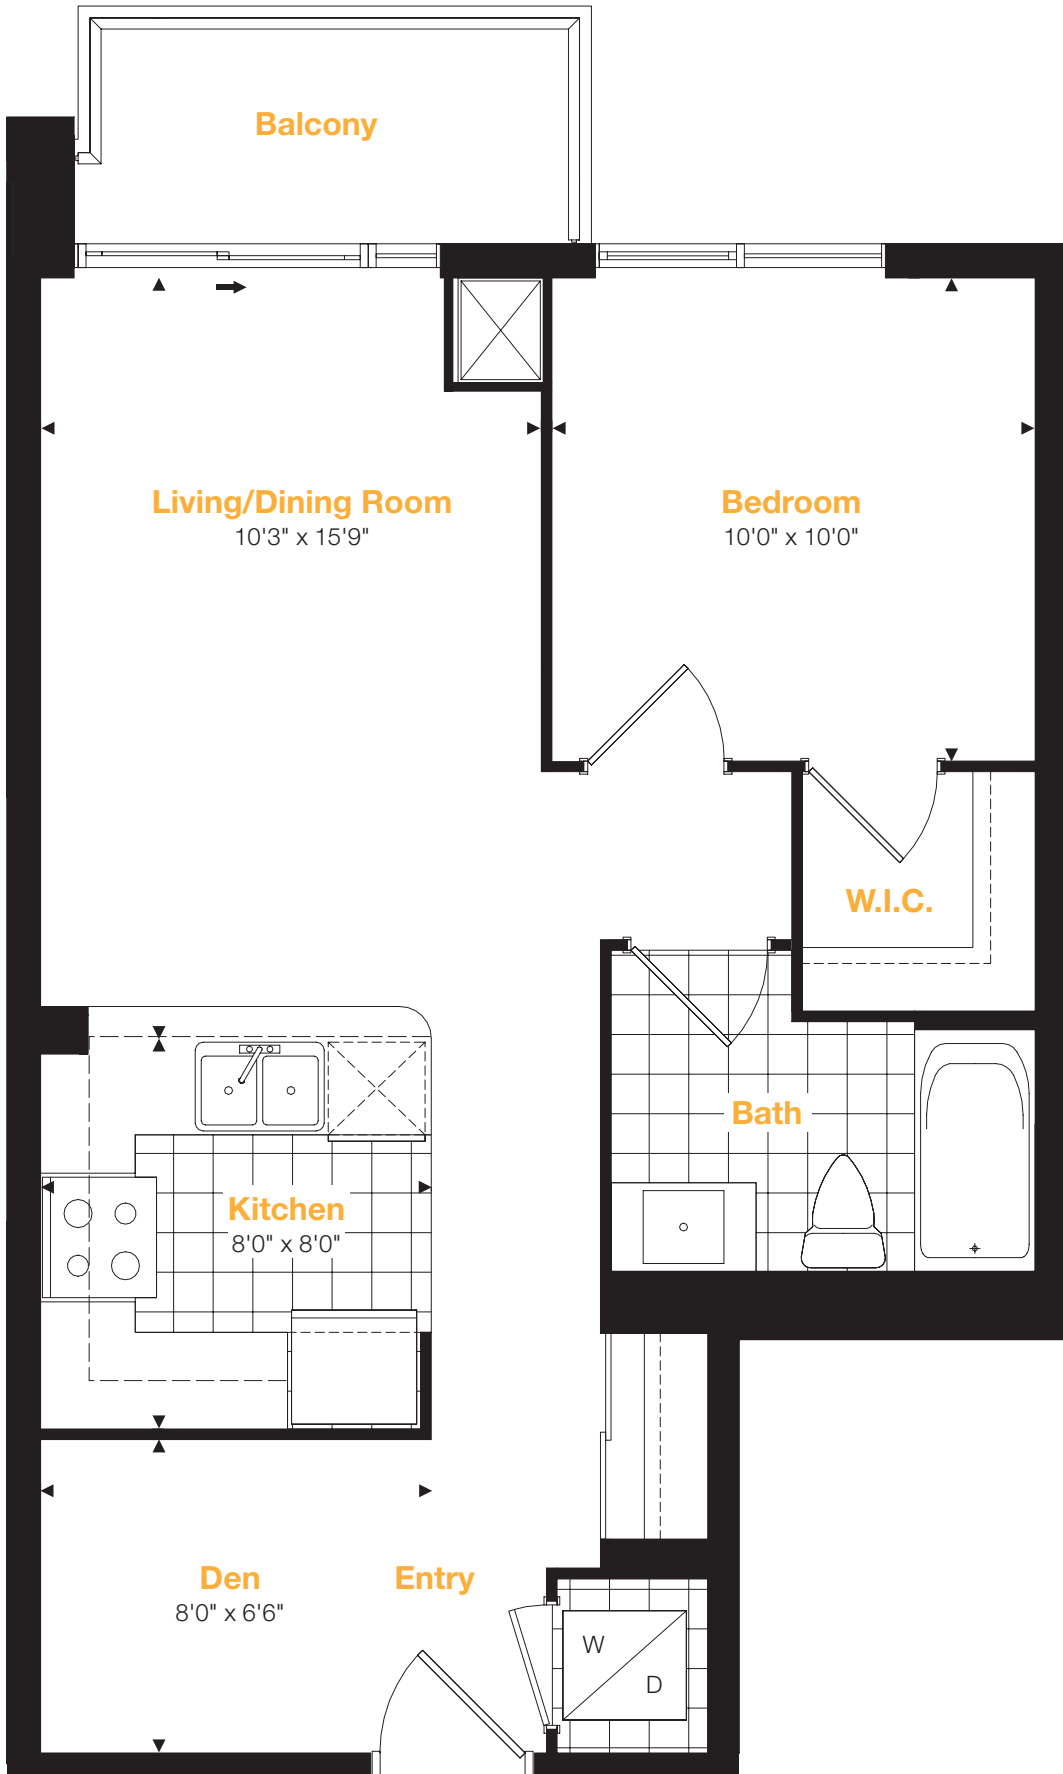 Balcony
Living/Dining Room
10'3" x 15'9"
Bedroom
10'0" x 10'0"
W.I.C.
Bath
Kitchen
8'0" x 8'0"
Den
8'0" x 6'6"
Entry
W
D